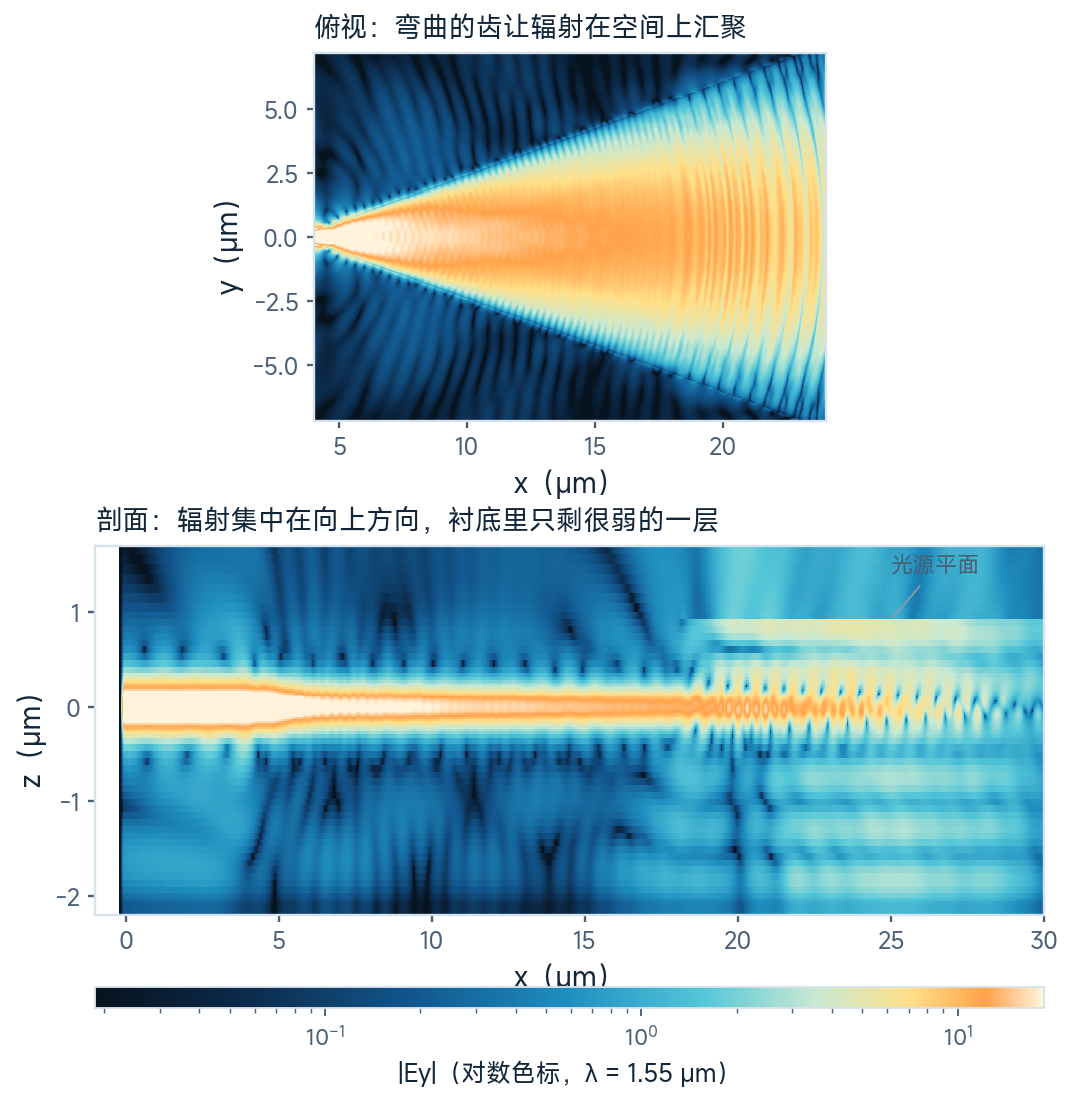 俯视：弯曲的齿让辐射在空间上汇聚
5.0
2.5
0.0
−2.5
−5.0
y（μm）
5 10 15 20
x（μm）
剖面：辐射集中在向上方向，衬底里只剩很弱的一层
光源平面
1
0
−1
−2
z（μm）
0 5 10 15 20 25 30
x（μm）
10⁻¹ 10⁰ 10¹
|Ey|（对数色标，λ = 1.55 μm）